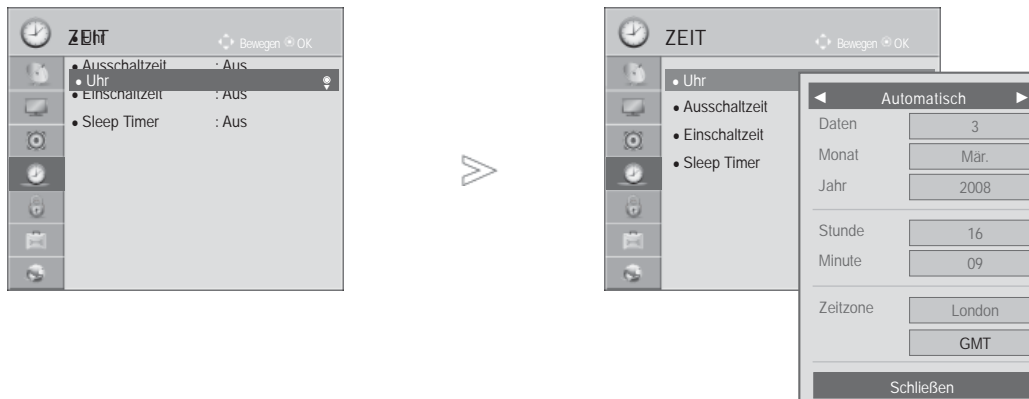 ZEIT
Bewegen OK
• Ausschaltzeit : Aus
• Uhr
• Einschaltzeit : Aus
• Sleep Timer : Aus
ZEIT
Bewegen OK
• Uhr
• Ausschaltzeit
• Einschaltzeit
• Sleep Timer
◀ Automatisch ▶
Daten 3
Monat Mär.
Jahr 2008
Stunde 16
Minute 09
Zeitzone London
GMT
Schließen